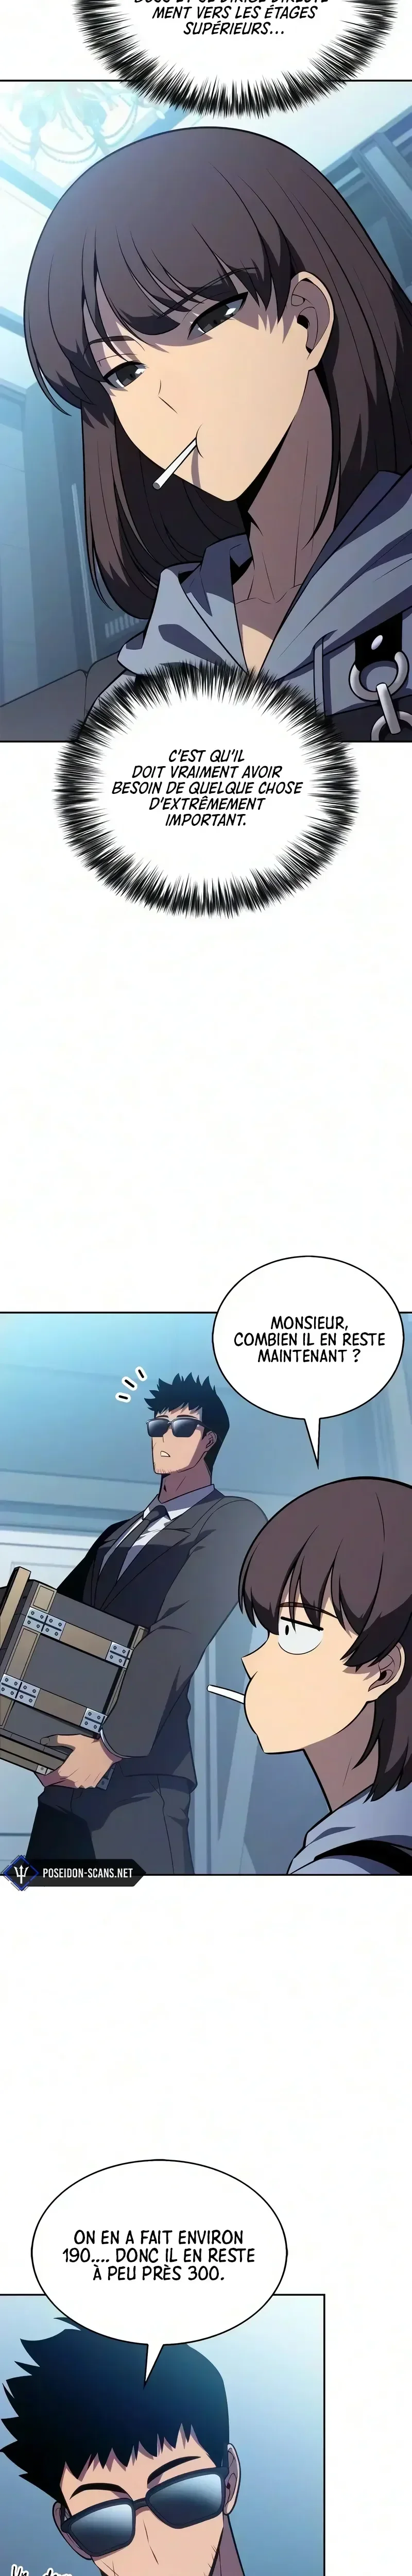 MENT VERS LES ÉTAGES
SUPÉRIEURS...
C'EST QU'IL
DOIT VRAIMENT AVOIR
BESOIN DE QUELQUE CHOSE
D'EXTRÊMEMENT
IMPORTANT.
MONSIEUR,
COMBIEN IL EN RESTE
MAINTENANT ?
POSEIDON-SCANS.NET
ON EN A FAIT ENVIRON
190.... DONC IL EN RESTE
À PEU PRÈS 300.